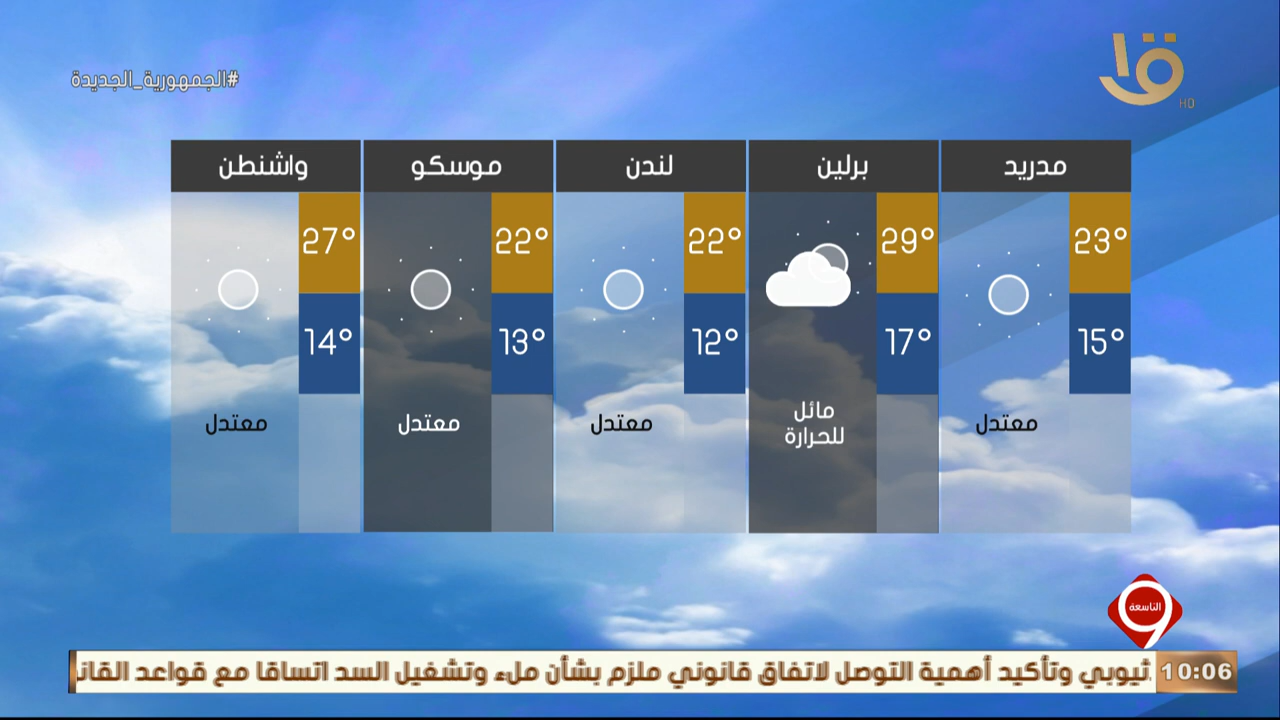 #الجمهورية_الجديدة
HD
مدريد
23°
15°
معتدل
برلين
29°
17°
مائل
للحرارة
لندن
22°
12°
معتدل
موسكو
22°
13°
معتدل
واشنطن
27°
14°
معتدل
التاسعة
9
10:06
وتأكيد أهمية التوصل لاتفاق قانوني ملزم بشأن ملء وتشغيل السد اتساقا مع قواعد